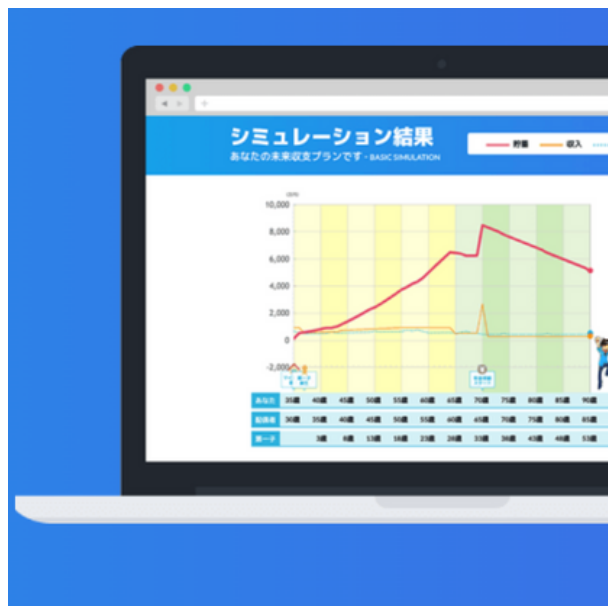 シミュレーション結果
あなたの未来収支プランです - BASIC SIMULATION
貯蓄 収入
10,000
8,000
6,000
4,000
2,000
0
-2,000
あなた 35歳 40歳 45歳 50歳 55歳 60歳 65歳 70歳 75歳 80歳 85歳 90歳
配偶者 30歳 35歳 40歳 45歳 50歳 55歳 60歳 65歳 70歳 75歳 80歳 85歳
第一子 3歳 8歳 13歳 18歳 23歳 28歳 33歳 38歳 43歳 48歳 53歳